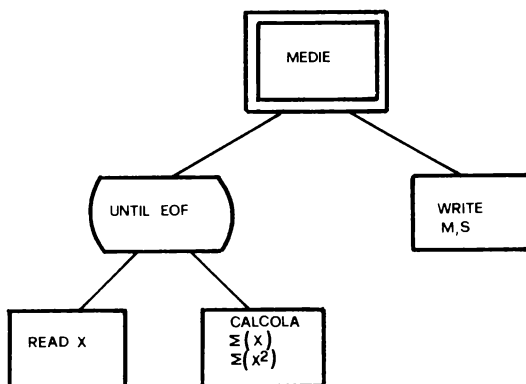 MEDIE
UNTIL EOF
WRITE
M,S
READ X
CALCOLA
Σ(X)
Σ(X²)